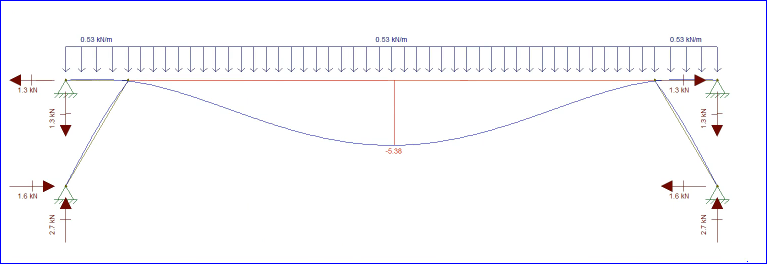 0.53 kN/m 0.53 kN/m 0.53 kN/m
1.3 kN 1.3 kN
1.3 kN 1.3 kN
-5.38
1.6 kN 1.6 kN
2.7 kN 2.7 kN